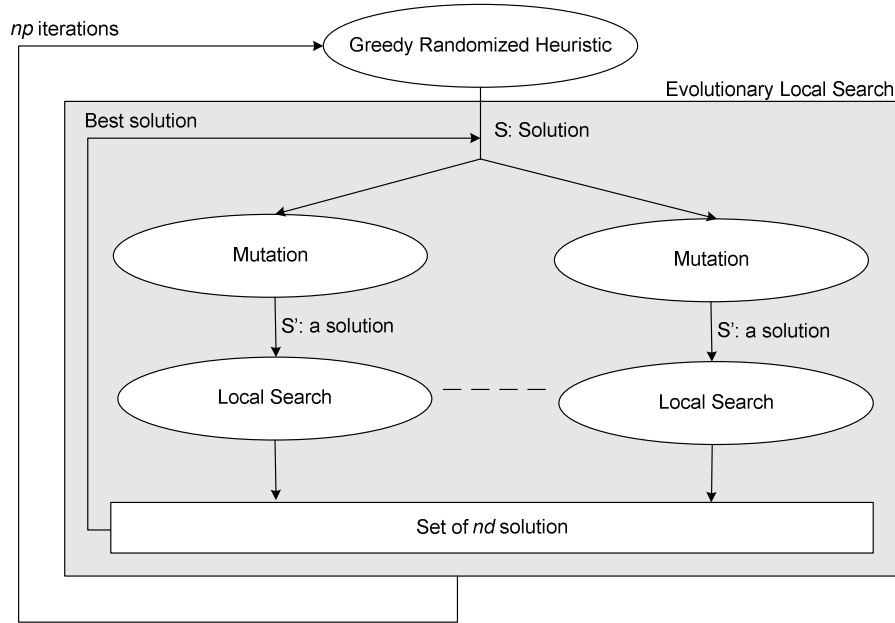 np iterations
Greedy Randomized Heuristic
Evolutionary Local Search
Best solution
S: Solution
Mutation
Mutation
S’: a solution
S’: a solution
Local Search
Local Search
Set of nd solution